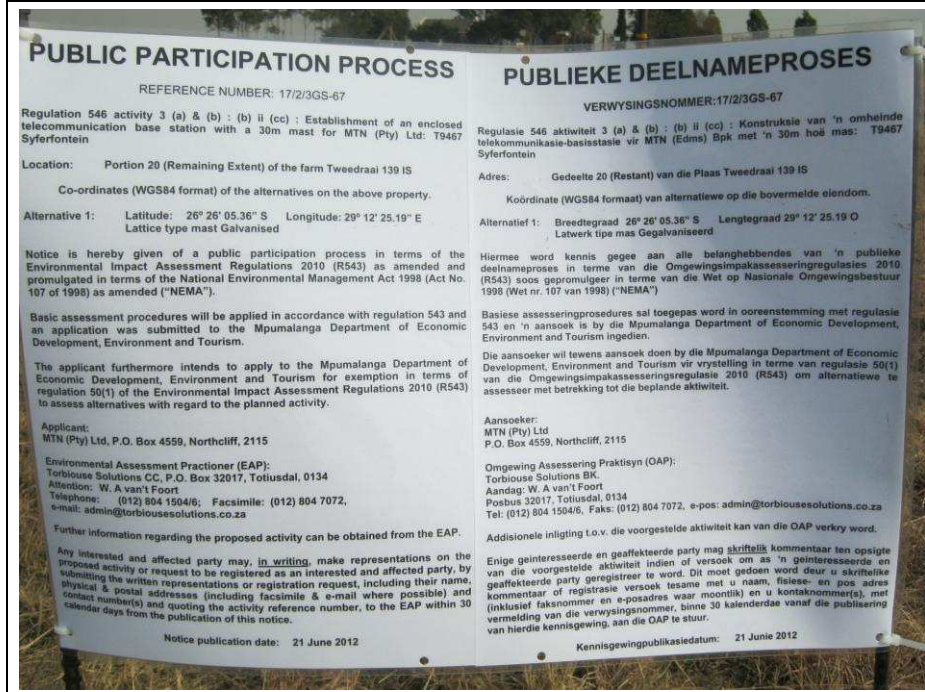 PUBLIC PARTICIPATION PROCESS
REFERENCE NUMBER: 17/2/3GS-67
Regulation 546 activity 3 (a) & (b) : (b) ii (cc) : Establishment of an enclosed
telecommunication base station with a 30m mast for MTN (Pty) Ltd: T9467
Syferfontein
Location: Portion 20 (Remaining Extent) of the farm Tweedraai 139 IS
Co-ordinates (WGS84 format) of the alternatives on the above property.
Alternative 1: Latitude: 26º 26' 05.36" S Longitude: 29º 12' 25.19" E
Lattice type mast Galvanised
Notice is hereby given of a public participation process in terms of the
Environmental Impact Assessment Regulations 2010 (R543) as amended and
promulgated in terms of the National Environmental Management Act 1998 (Act No.
107 of 1998) as amended ("NEMA").
Basic assessment procedures will be applied in accordance with regulation 543 and
an application was submitted to the Mpumalanga Department of Economic
Development, Environment and Tourism.
The applicant furthermore intends to apply to the Mpumalanga Department of
Economic Development, Environment and Tourism for exemption in terms of
regulation 50(1) of the Environmental Impact Assessment Regulations 2010 (R543)
to assess alternatives with regard to the planned activity.
Applicant:
MTN (Pty) Ltd, P.O. Box 4559, Northcliff, 2115
Environmental Assessment Practioner (EAP):
Torbiouse Solutions CC, P.O. Box 32017, Totiusdal, 0134
Attention: W. A van't Foort
Telephone: (012) 804 1504/6; Facsimile: (012) 804 7072,
e-mail: admin@torbiousesolutions.co.za
Further information regarding the proposed activity can be obtained from the EAP.
Any interested and affected party may, in writing, make representations on the
proposed activity or request to be registered as an interested and affected party, by
submitting the written representations or registration request, including their name,
physical & postal addresses (including facsimile & e-mail where possible) and
contact number(s) and quoting the activity reference number, to the EAP within 30
calendar days from the publication of this notice.
Notice publication date: 21 June 2012
PUBLIEKE DEELNAMEPROSES
VERWYSINGSNOMMER:17/2/3GS-67
Regulasie 546 aktiwiteit 3 (a) & (b) : (b) ii (cc) : Konstruksie van 'n omheinde
telekommunikasie-basisstasie vir MTN (Edms) Bpk met 'n 30m hoë mas: T9467
Syferfontein
Adres: Gedeelte 20 (Restant) van die Plaas Tweedraai 139 IS
Koördinate (WGS84 formaat) van alternatiewe op die bovermelde eiendom.
Alternatief 1: Breedtegraad 26º 26' 05.36" S Lengtegraad 29º 12' 25.19 O
Latwerk tipe mas Gegalvaniseerd
Hiermee word kennis gegee aan alle belanghebbendes van 'n publieke
deelnameproses in terme van die Omgewingsimpakassesseringregulasies 2010
(R543) soos gepromulgeer in terme van die Wet op Nasionale Omgewingsbestuur
1998 (Wet nr. 107 van 1998) ("NEMA")
Basiese assesseringprosedures sal toegepas word in ooreenstemming met regulasie
543 en 'n aansoek is by die Mpumalanga Department of Economic Development,
Environment en Tourism ingedien.
Die aansoeker wil tewens aansoek doen by die Mpumalanga Department of Economic
Development, Environment and Tourism vir vrystelling in terme van regulasie 50(1)
van die Omgewingsimpakassesseringsregulasie 2010 (R543) om alternatiewe te
assesseer met betrekking tot die beplande aktiwiteit.
Aansoeker:
MTN (Pty) Ltd
P.O. Box 4559, Northcliff, 2115
Omgewing Assessering Praktisyn (OAP):
Torbiouse Solutions BK.
Aandag: W. A van't Foort
Posbus 32017, Totiusdal, 0134
Tel: (012) 804 1504/6, Faks: (012) 804 7072, e-pos: admin@torbiousesolutions.co.za
Addisionele inligting t.o.v. die voorgestelde aktiwiteit kan van die OAP verkry word.
Enige geinteresseerde en geaffekteerde party mag skriftelik kommentaar ten opsigte
van die voorgestelde aktiwiteit indien of versoek om as 'n geinteresseerde en
geaffekteerde party geregistreer te word. Dit moet gedoen word deur u skriftelike
kommentaar of registrasie versoek tesame met u naam, fisiese- en pos adres
(inklusief faksnommer en e-posadres waar moontlik) en u kontaknommer(s), met
vermelding van die verwysingsnommer, binne 30 kalenderdae vanaf die publisering
van hierdie kennisgewing, aan die OAP te stuur.
Kennisgewingpublikasiedatum: 21 Junie 2012